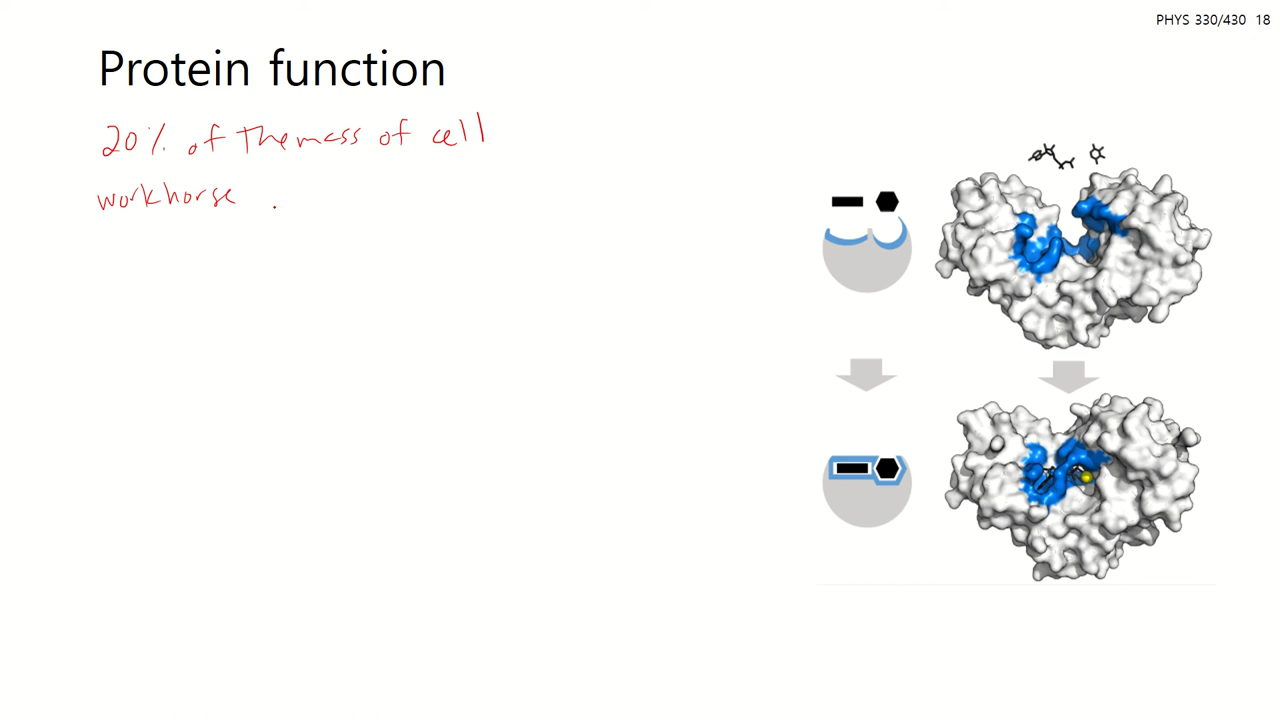 PHYS 330/430 18
Protein function
20% of the mass of cell
workhorse .